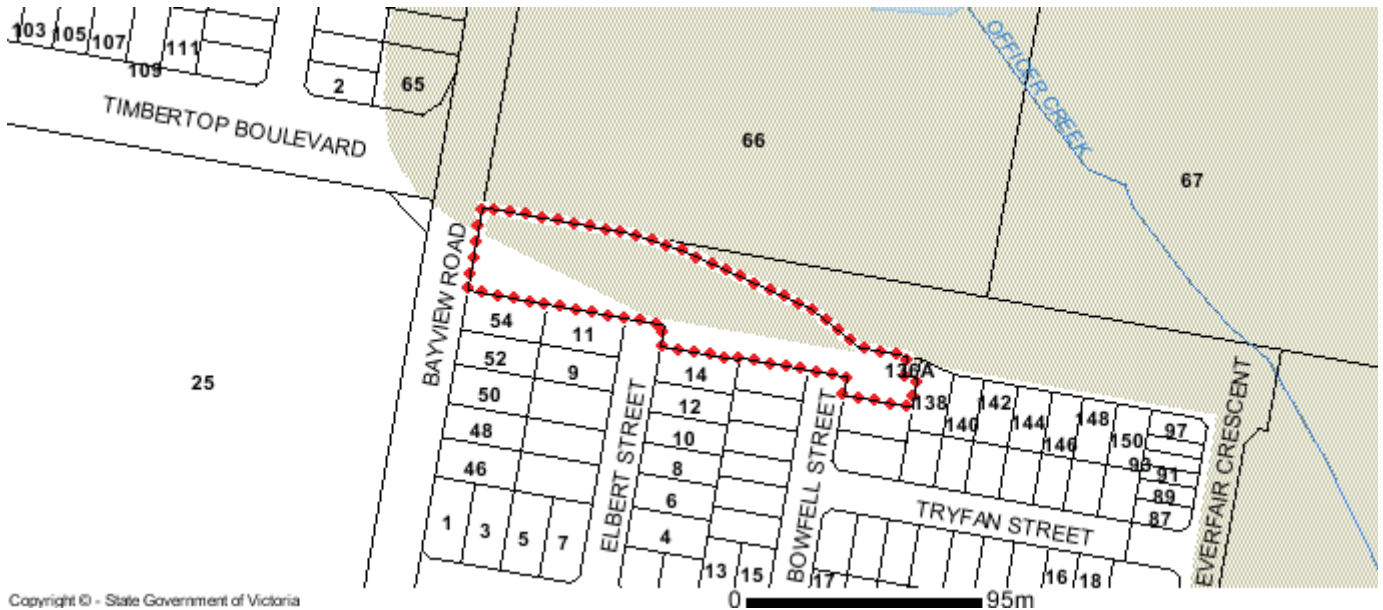 103 105 107 111
109
2
65
TIMBERTOP BOULEVARD
66
OFFICER CREEK
67
BAYVIEW ROAD
25
54
11
52
9
50
48
46
1 3 5 7
ELBERT STREET
14
12
10
8
6
4
13 15
BOWFELL STREET
17
136A
138
140
142
144
146
148
150
97
93
91
89
87
TRYFAN STREET
16 18
EVERFAIR CRESCENT
Copyright © - State Government of Victoria
0 95m